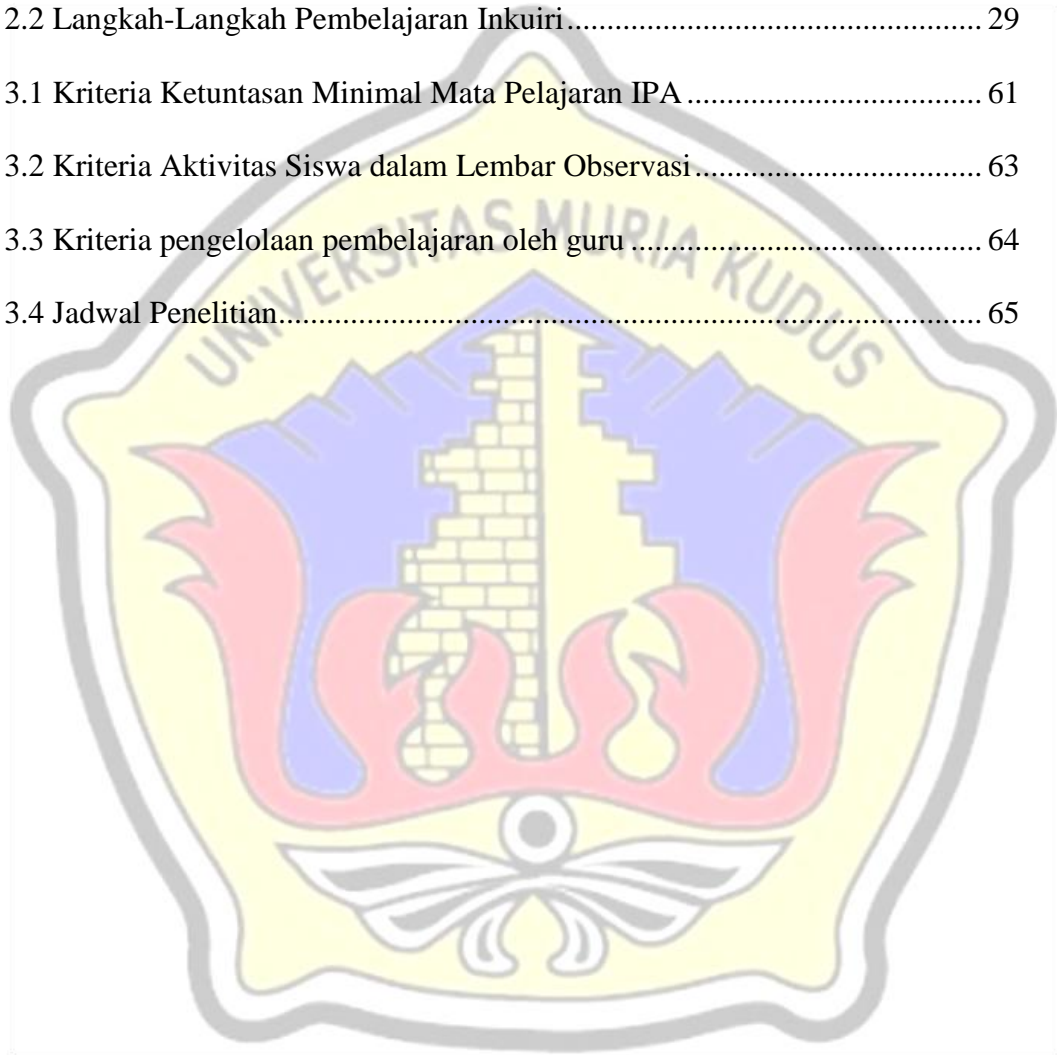 2.2 Langkah-Langkah Pembelajaran Inkuiri....................................................... 29
3.1 Kriteria Ketuntasan Minimal Mata Pelajaran IPA ..................................... 61
3.2 Kriteria Aktivitas Siswa dalam Lembar Observasi.................................... 63
3.3 Kriteria pengelolaan pembelajaran oleh guru ............................................ 64
3.4 Jadwal Penelitian........................................................................................ 65
UNIVERSITAS MURIA KUDUS